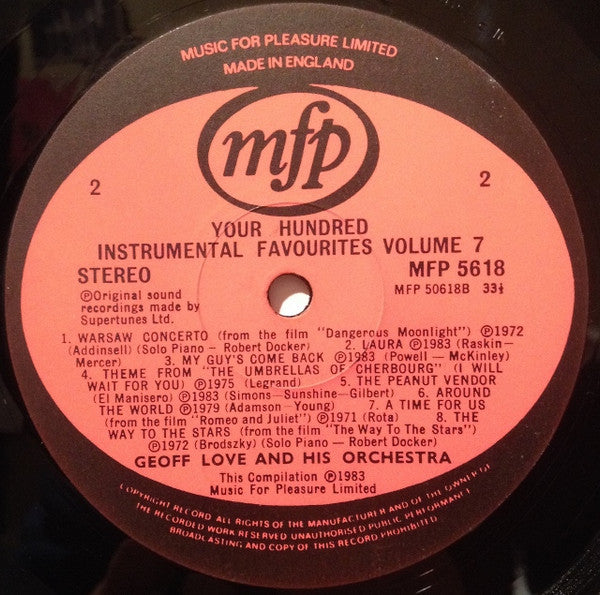 MUSIC FOR PLEASURE LIMITED
MADE IN ENGLAND
mfp
2
2
YOUR HUNDRED
INSTRUMENTAL FAVOURITES VOLUME 7
STEREO
MFP 5618
MFP 50618B 33⅓
℗Original sound
recordings made by
Supertunes Ltd.
1. WARSAW CONCERTO (from the film "Dangerous Moonlight") ℗1972
(Addinsell) (Solo Piano - Robert Docker) 2. LAURA ℗1983 (Raskin-
Mercer) 3. MY GUY'S COME BACK ℗1983 (Powell - McKinley)
4. THEME FROM "THE UMBRELLAS OF CHERBOURG" (I WILL
WAIT FOR YOU) ℗1975 (Legrand) 5. THE PEANUT VENDOR
(El Manisero) ℗1983 (Simons-Sunshine-Gilbert) 6. AROUND
THE WORLD ℗1979 (Adamson - Young) 7. A TIME FOR US
(from the film "Romeo and Juliet") ℗1971 (Rota) 8. THE
WAY TO THE STARS (from the film "The Way To The Stars")
℗1972 (Brodszky) (Solo Piano - Robert Docker)
GEOFF LOVE AND HIS ORCHESTRA
This Compilation ℗1983
Music For Pleasure Limited
COPYRIGHT RECORD ALL RIGHTS OF THE MANUFACTURER AND OF THE OWNER OF
THE RECORDED WORK RESERVED UNAUTHORISED PUBLIC PERFORMANCE
BROADCASTING AND COPY OF THIS RECORD PROHIBITED